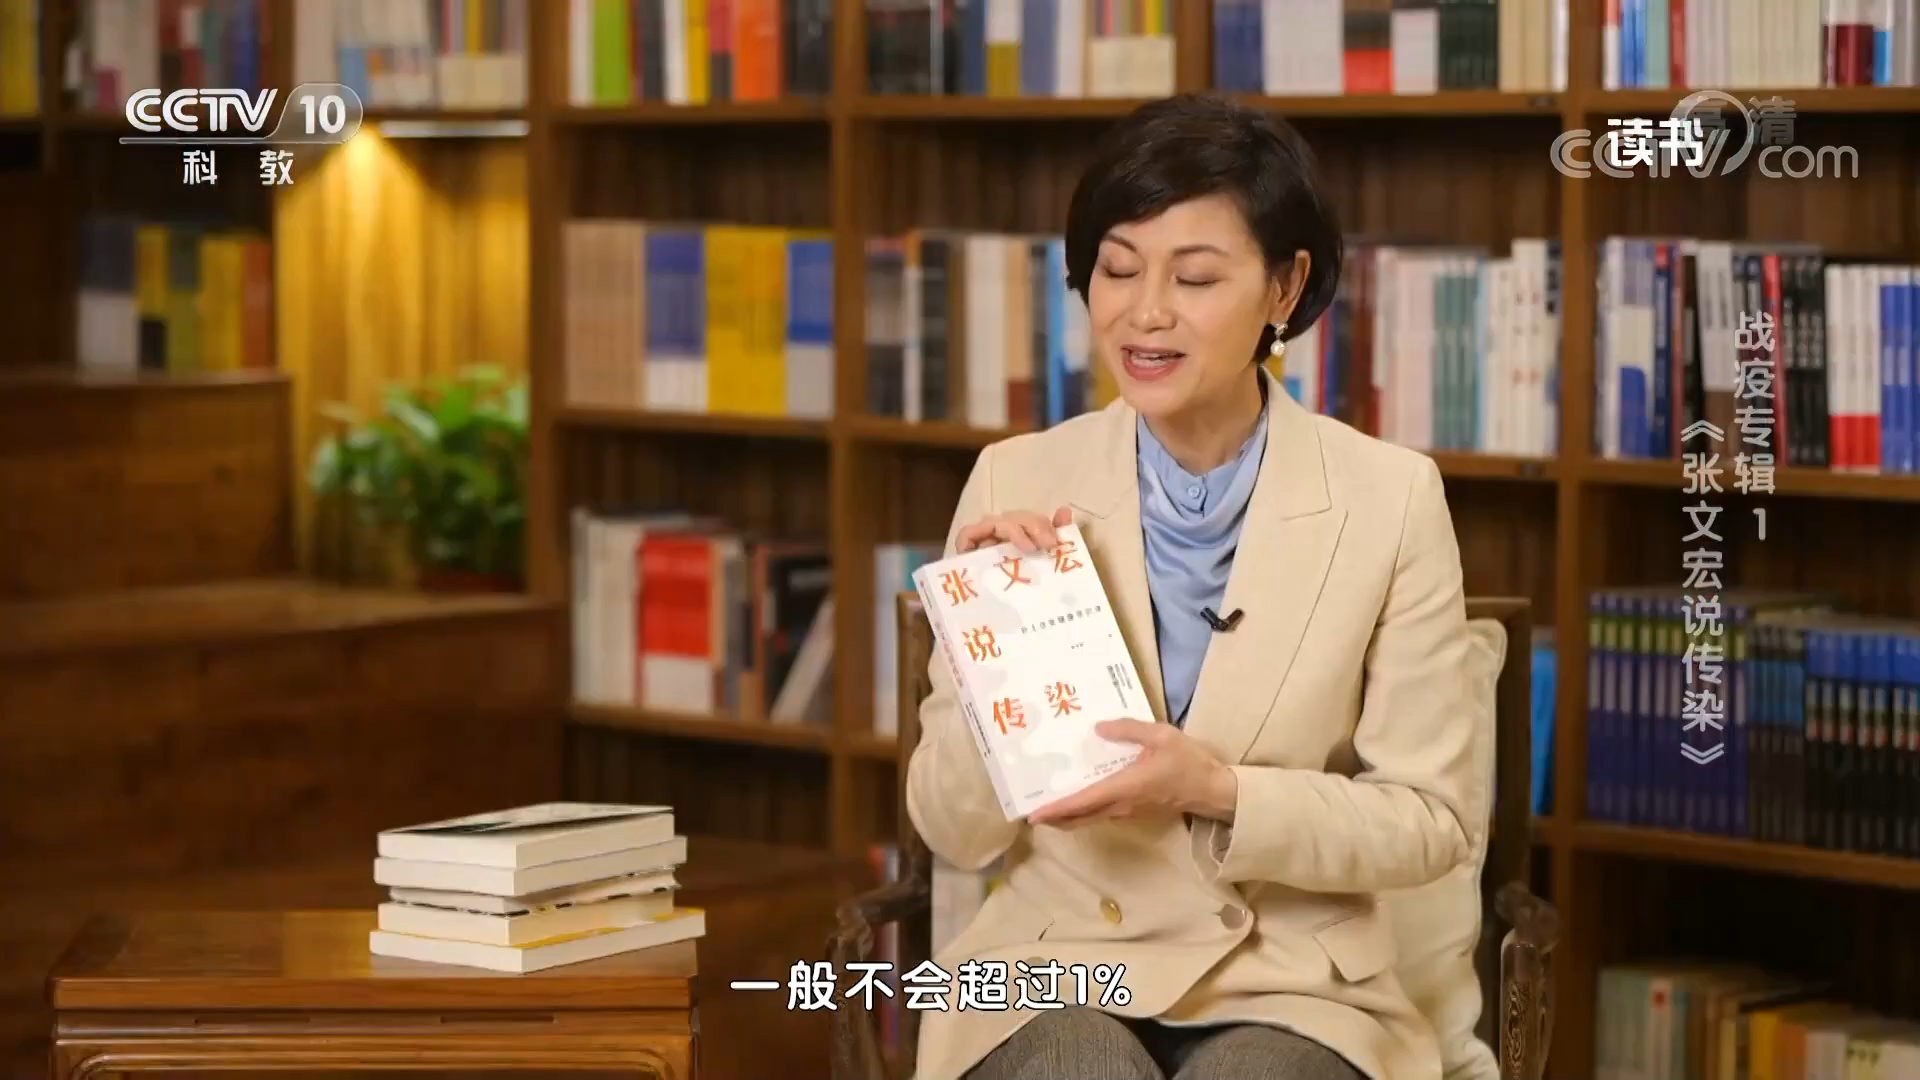 CCTV 10
科教
高清
CCTV.com
读书
战疫专辑 1
《张文宏说传染》
张文宏
说
传染
一般不会超过1%